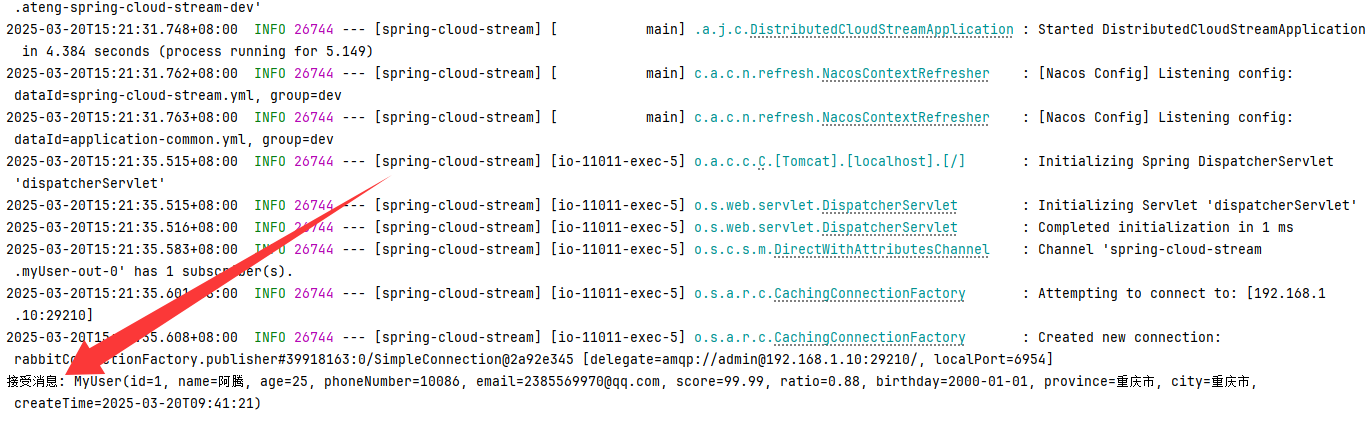 .ateng-spring-cloud-stream-dev'
2025-03-20T15:21:31.748+08:00  INFO 26744 --- [spring-cloud-stream] [           main] .a.j.c.DistributedCloudStreamApplication : Started DistributedCloudStreamApplication
in 4.384 seconds (process running for 5.149)
2025-03-20T15:21:31.762+08:00  INFO 26744 --- [spring-cloud-stream] [           main] c.a.c.n.refresh.NacosContextRefresher    : [Nacos Config] Listening config:
dataId=spring-cloud-stream.yml, group=dev
2025-03-20T15:21:31.763+08:00  INFO 26744 --- [spring-cloud-stream] [           main] c.a.c.n.refresh.NacosContextRefresher    : [Nacos Config] Listening config:
dataId=application-common.yml, group=dev
2025-03-20T15:21:35.515+08:00  INFO 26744 --- [spring-cloud-stream] [io-11011-exec-5] o.a.c.c.C.[Tomcat].[localhost].[/]       : Initializing Spring DispatcherServlet
'dispatcherServlet'
2025-03-20T15:21:35.515+08:00  INFO 26744 --- [spring-cloud-stream] [io-11011-exec-5] o.s.web.servlet.DispatcherServlet        : Initializing Servlet 'dispatcherServlet'
2025-03-20T15:21:35.516+08:00  INFO 26744 --- [spring-cloud-stream] [io-11011-exec-5] o.s.web.servlet.DispatcherServlet        : Completed initialization in 1 ms
2025-03-20T15:21:35.583+08:00  INFO 26744 --- [spring-cloud-stream] [io-11011-exec-5] o.s.c.s.m.DirectWithAttributesChannel    : Channel 'spring-cloud-stream
.myUser-out-0' has 1 subscriber(s).
2025-03-20T15:21:35.601+08:00  INFO 26744 --- [spring-cloud-stream] [io-11011-exec-5] o.s.a.r.c.CachingConnectionFactory       : Attempting to connect to: [192.168.1
.10:29210]
2025-03-20T15:21:35.608+08:00  INFO 26744 --- [spring-cloud-stream] [io-11011-exec-5] o.s.a.r.c.CachingConnectionFactory       : Created new connection:
rabbitConnectionFactory.publisher#39918163:0/SimpleConnection@2a92e345 [delegate=amqp://admin@192.168.1.10:29210/, localPort=6954]
接受消息: MyUser(id=1, name=阿腾, age=25, phoneNumber=10086, email=2385569970@qq.com, score=99.99, ratio=0.88, birthday=2000-01-01, province=重庆市, city=重庆市,
createTime=2025-03-20T09:41:21)